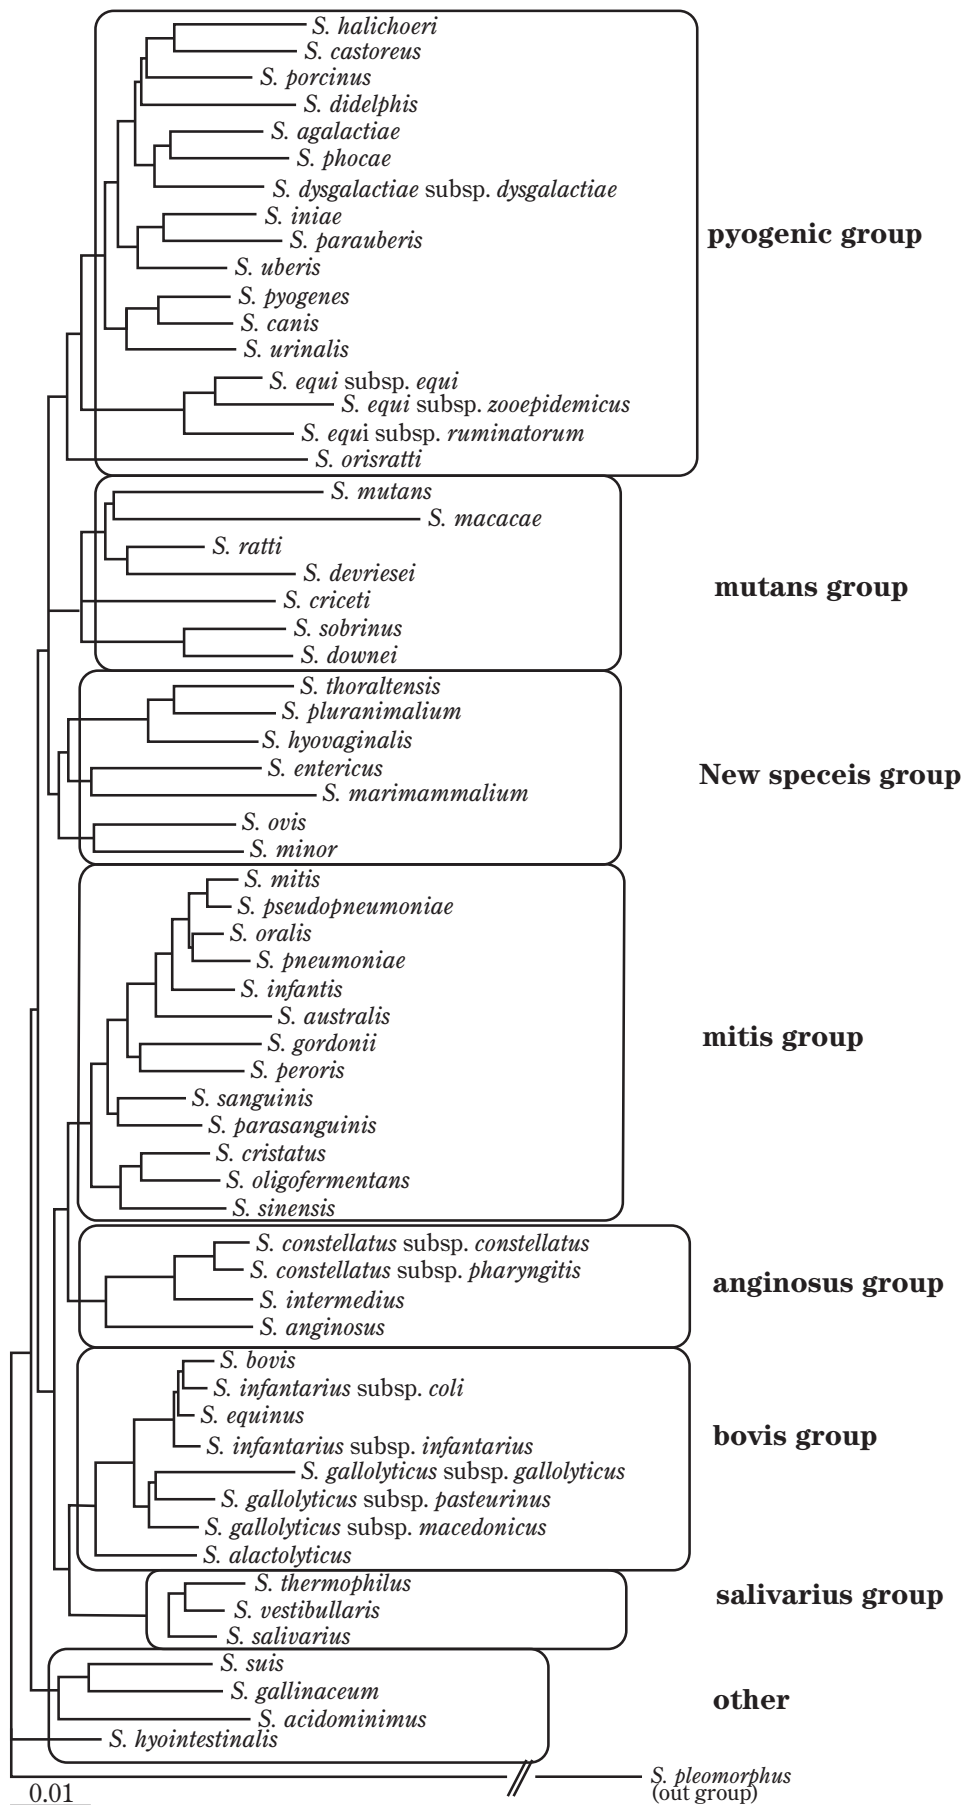 S. halichoeri
S. castoreus
S. porcinus
S. didelphis
S. agalactiae
S. phocae
S. dysgalactiae subsp. dysgalactiae
S. iniae
S. parauberis
pyogenic group
S. uberis
S. pyogenes
S. canis
S. urinalis
S. equi subsp. equi
S. equi subsp. zooepidemicus
S. equi subsp. ruminatorum
S. orisratti
S. mutans
S. macacae
S. ratti
S. devriesei
mutans group
S. criceti
S. sobrinus
S. downei
S. thoraltensis
S. pluranimalium
S. hyovaginalis
S. entericus
New speceis group
S. marimammalium
S. ovis
S. minor
S. mitis
S. pseudopneumoniae
S. oralis
S. pneumoniae
S. infantis
S. australis
mitis group
S. gordonii
S. peroris
S. sanguinis
S. parasanguinis
S. cristatus
S. oligofermentans
S. sinensis
S. constellatus subsp. constellatus
S. constellatus subsp. pharyngitis
anginosus group
S. intermedius
S. anginosus
S. bovis
S. infantarius subsp. coli
S. equinus
bovis group
S. infantarius subsp. infantarius
S. gallolyticus subsp. gallolyticus
S. gallolyticus subsp. pasteurinus
S. gallolyticus subsp. macedonicus
S. alactolyticus
S. thermophilus
salivarius group
S. vestibullaris
S. salivarius
S. suis
S. gallinaceum
other
S. acidominimus
S. hyointestinalis
S. pleomorphus
(out group)
0.01